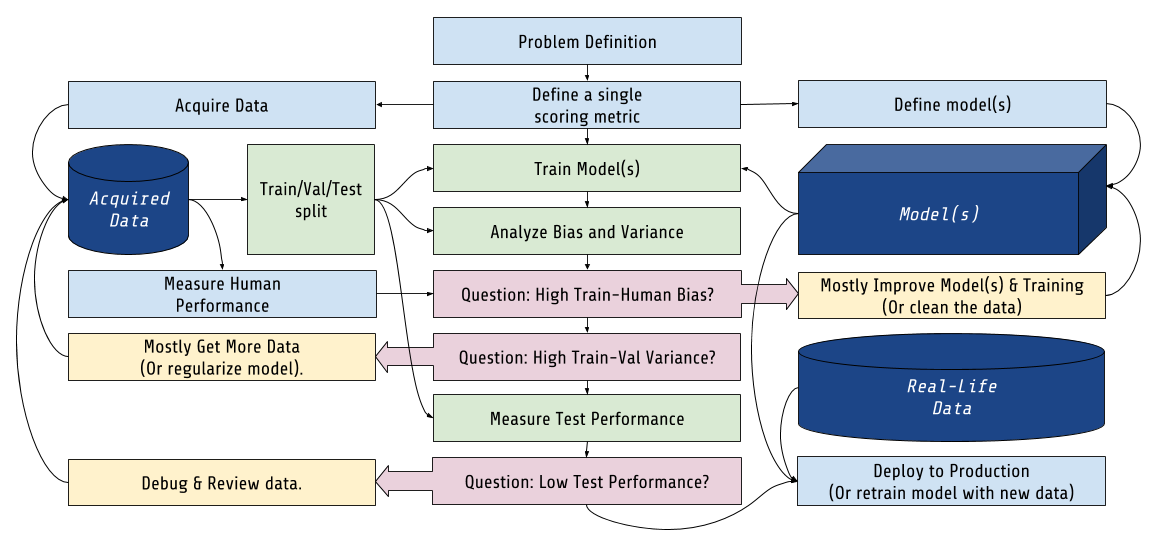 Problem Definition
Acquire Data
Define a single
scoring metric
Define model(s)
Acquired
Data
Train/Val/Test
split
Train Model(s)
Model(s)
Analyze Bias and Variance
Measure Human
Performance
Question: High Train-Human Bias?
Mostly Improve Model(s) & Training
(Or clean the data)
Mostly Get More Data
(Or regularize model).
Question: High Train-Val Variance?
Real-Life
Data
Measure Test Performance
Debug & Review data.
Question: Low Test Performance?
Deploy to Production
(Or retrain model with new data)